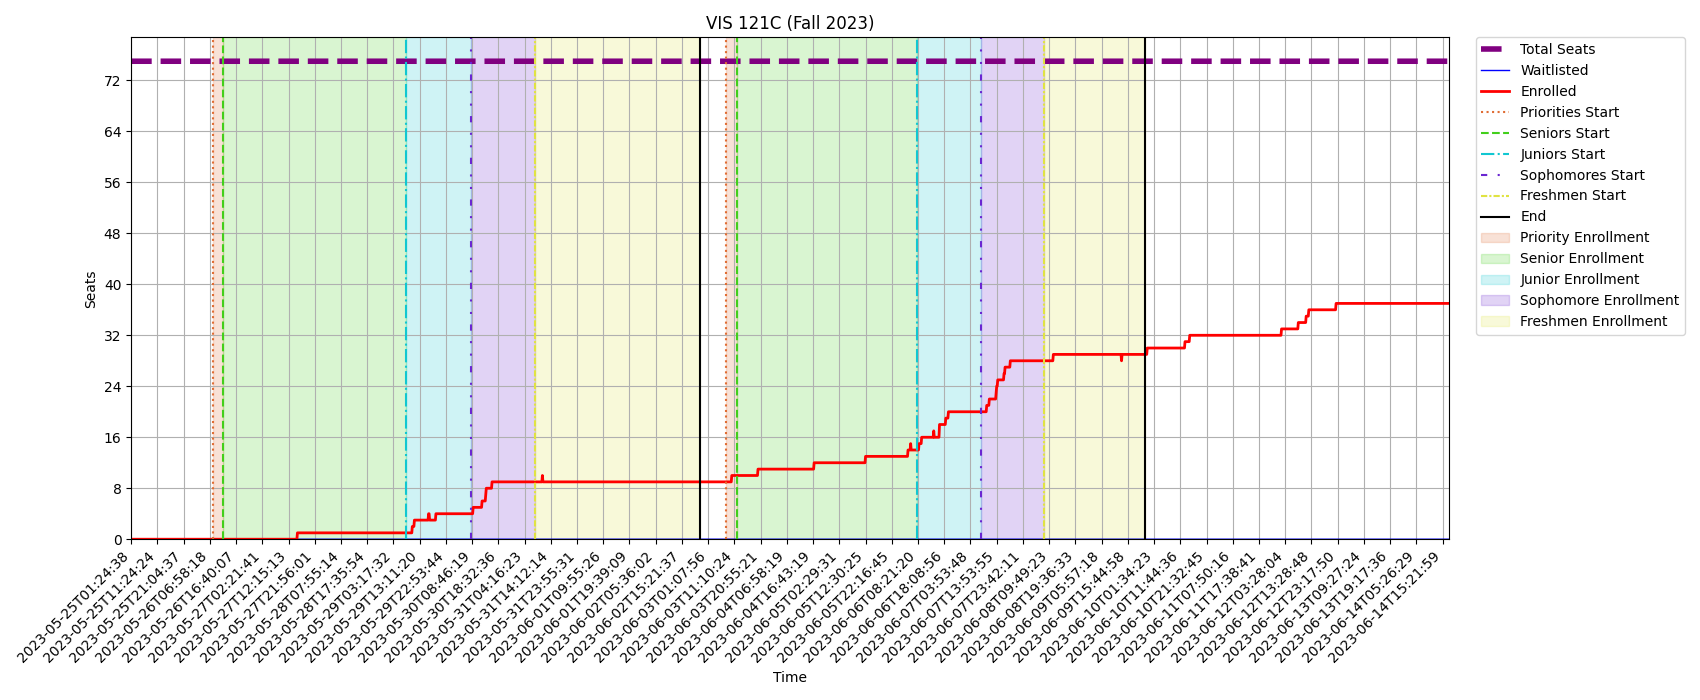 VIS 121C (Fall 2023)
Seats
72
64
56
48
40
32
24
16
8
0
2023-05-25T01:24:38
2023-05-25T11:24:24
2023-05-25T21:04:37
2023-05-26T06:58:18
2023-05-26T16:40:07
2023-05-27T02:21:41
2023-05-27T12:15:13
2023-05-27T21:56:01
2023-05-28T07:55:14
2023-05-28T17:35:54
2023-05-29T03:17:32
2023-05-29T13:11:20
2023-05-29T22:53:44
2023-05-30T08:46:19
2023-05-30T18:32:36
2023-05-31T04:16:23
2023-05-31T14:12:14
2023-05-31T23:55:31
2023-06-01T09:55:26
2023-06-01T19:39:09
2023-06-02T05:36:02
2023-06-02T15:21:37
2023-06-03T01:07:56
2023-06-03T11:10:24
2023-06-03T20:55:21
2023-06-04T06:58:19
2023-06-04T16:43:19
2023-06-05T02:29:31
2023-06-05T12:30:25
2023-06-05T22:16:45
2023-06-06T08:21:20
2023-06-06T18:08:56
2023-06-07T03:53:48
2023-06-07T13:53:55
2023-06-07T23:42:11
2023-06-08T09:49:23
2023-06-08T19:36:33
2023-06-09T05:57:18
2023-06-09T15:44:58
2023-06-10T01:34:23
2023-06-10T11:44:36
2023-06-10T21:32:45
2023-06-11T07:50:16
2023-06-11T17:38:41
2023-06-12T03:28:04
2023-06-12T13:28:48
2023-06-12T23:17:50
2023-06-13T09:27:24
2023-06-13T19:17:36
2023-06-14T05:26:29
2023-06-14T15:21:59
Time
Total Seats
Waitlisted
Enrolled
Priorities Start
Seniors Start
Juniors Start
Sophomores Start
Freshmen Start
End
Priority Enrollment
Senior Enrollment
Junior Enrollment
Sophomore Enrollment
Freshmen Enrollment